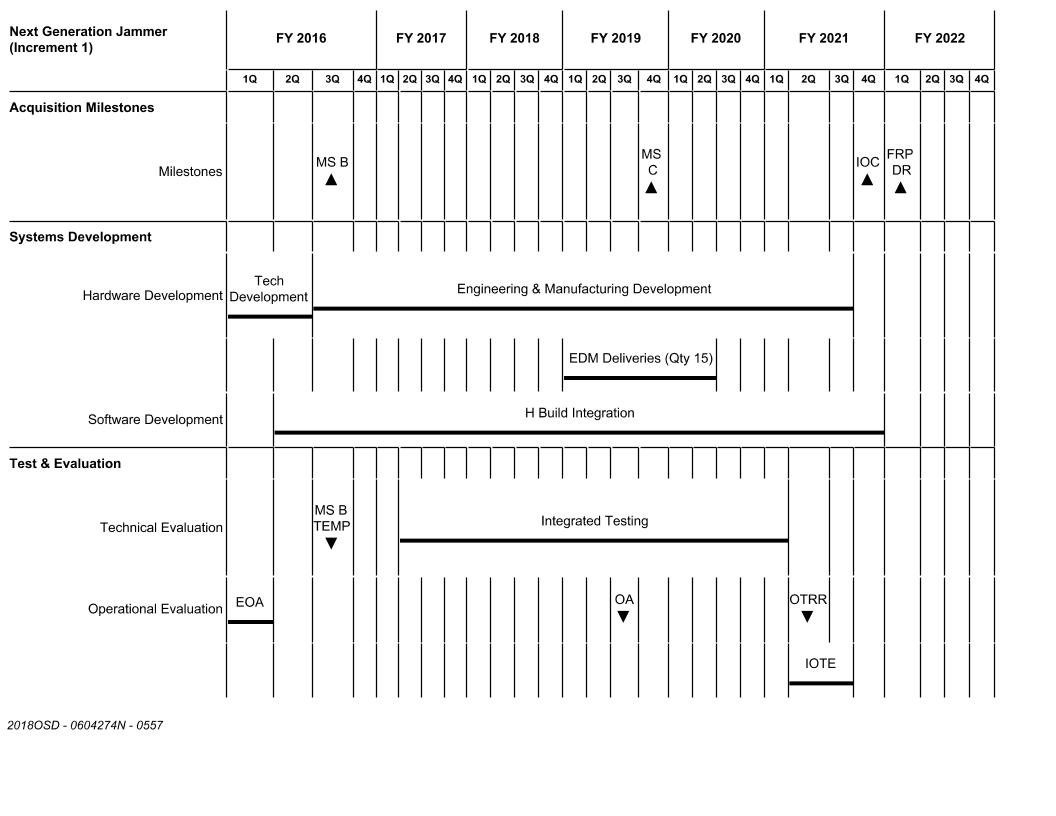 Next Generation Jammer
(Increment 1)
FY 2016 FY 2017 FY 2018 FY 2019 FY 2020 FY 2021 FY 2022
1Q 2Q 3Q 4Q 1Q 2Q 3Q 4Q 1Q 2Q 3Q 4Q 1Q 2Q 3Q 4Q 1Q 2Q 3Q 4Q 1Q 2Q 3Q 4Q 1Q 2Q 3Q 4Q
Acquisition Milestones
Milestones
MS B
MS
C
IOC
FRP
DR
Systems Development
Hardware Development
Tech
Development
Engineering & Manufacturing Development
EDM Deliveries (Qty 15)
Software Development
H Build Integration
Test & Evaluation
Technical Evaluation
MS B
TEMP
Integrated Testing
Operational Evaluation
EOA
OA
OTRR
IOTE
2018OSD - 0604274N - 0557